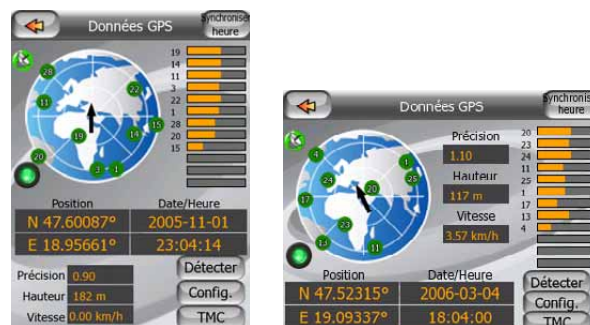 Données GPS
Synchroniser
heure
19
14
11
3
22
1
28
20
15
28
22
11
15
19
14
20
3
1
Position
Date/Heure
N 47.60087°
2005-11-01
E 18.95661°
23:04:14
Précision 0.90
Hauteur 182 m
Vitesse 0.00 km/h
Détecter
Config.
TMC
Données GPS
Synchronis
heure
Précision
1.10
Hauteur
117 m
Vitesse
3.57 km/h
20
23
24
11
25
1
17
13
4
4
1
24
25
20
17
23
13
11
Position
Date/Heure
N 47.52315°
2006-03-04
E 19.09337°
18:04:00
Détecter
Config.
TMC